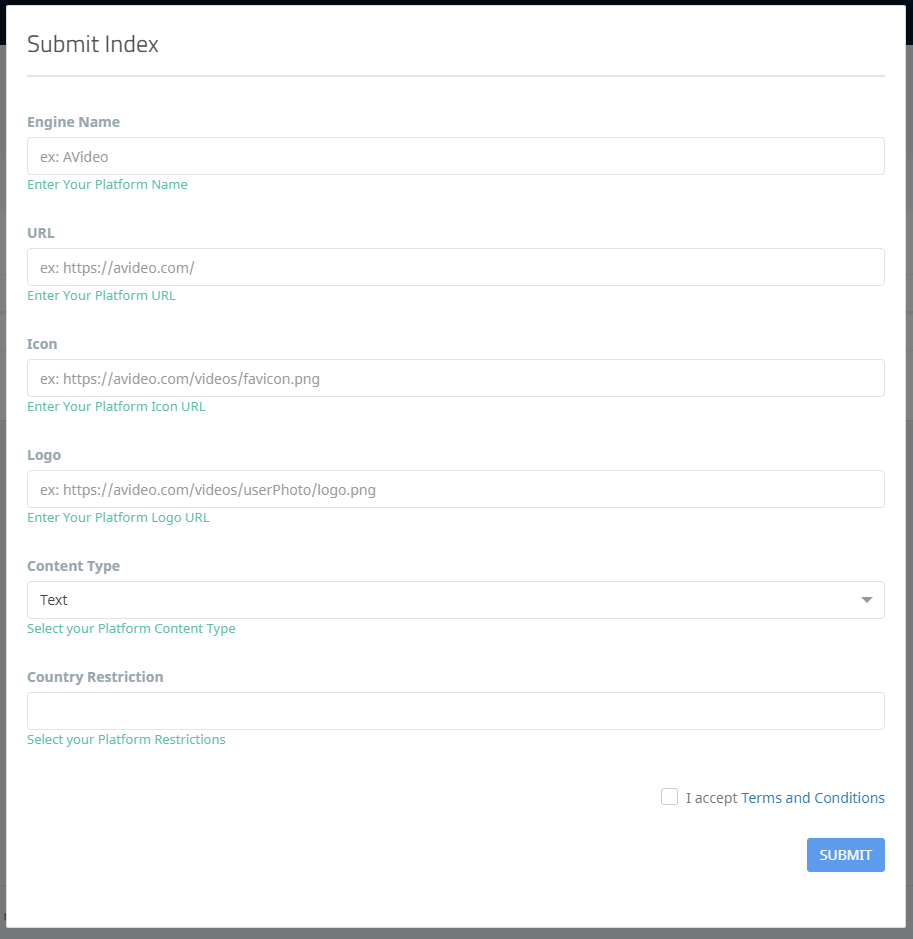 Submit Index
Engine Name
ex: AVideo
Enter Your Platform Name
URL
ex: https://avideo.com/
Enter Your Platform URL
Icon
ex: https://avideo.com/videos/favicon.png
Enter Your Platform Icon URL
Logo
ex: https://avideo.com/videos/userPhoto/logo.png
Enter Your Platform Logo URL
Content Type
Text
Select your Platform Content Type
Country Restriction
Select your Platform Restrictions
I accept Terms and Conditions
SUBMIT